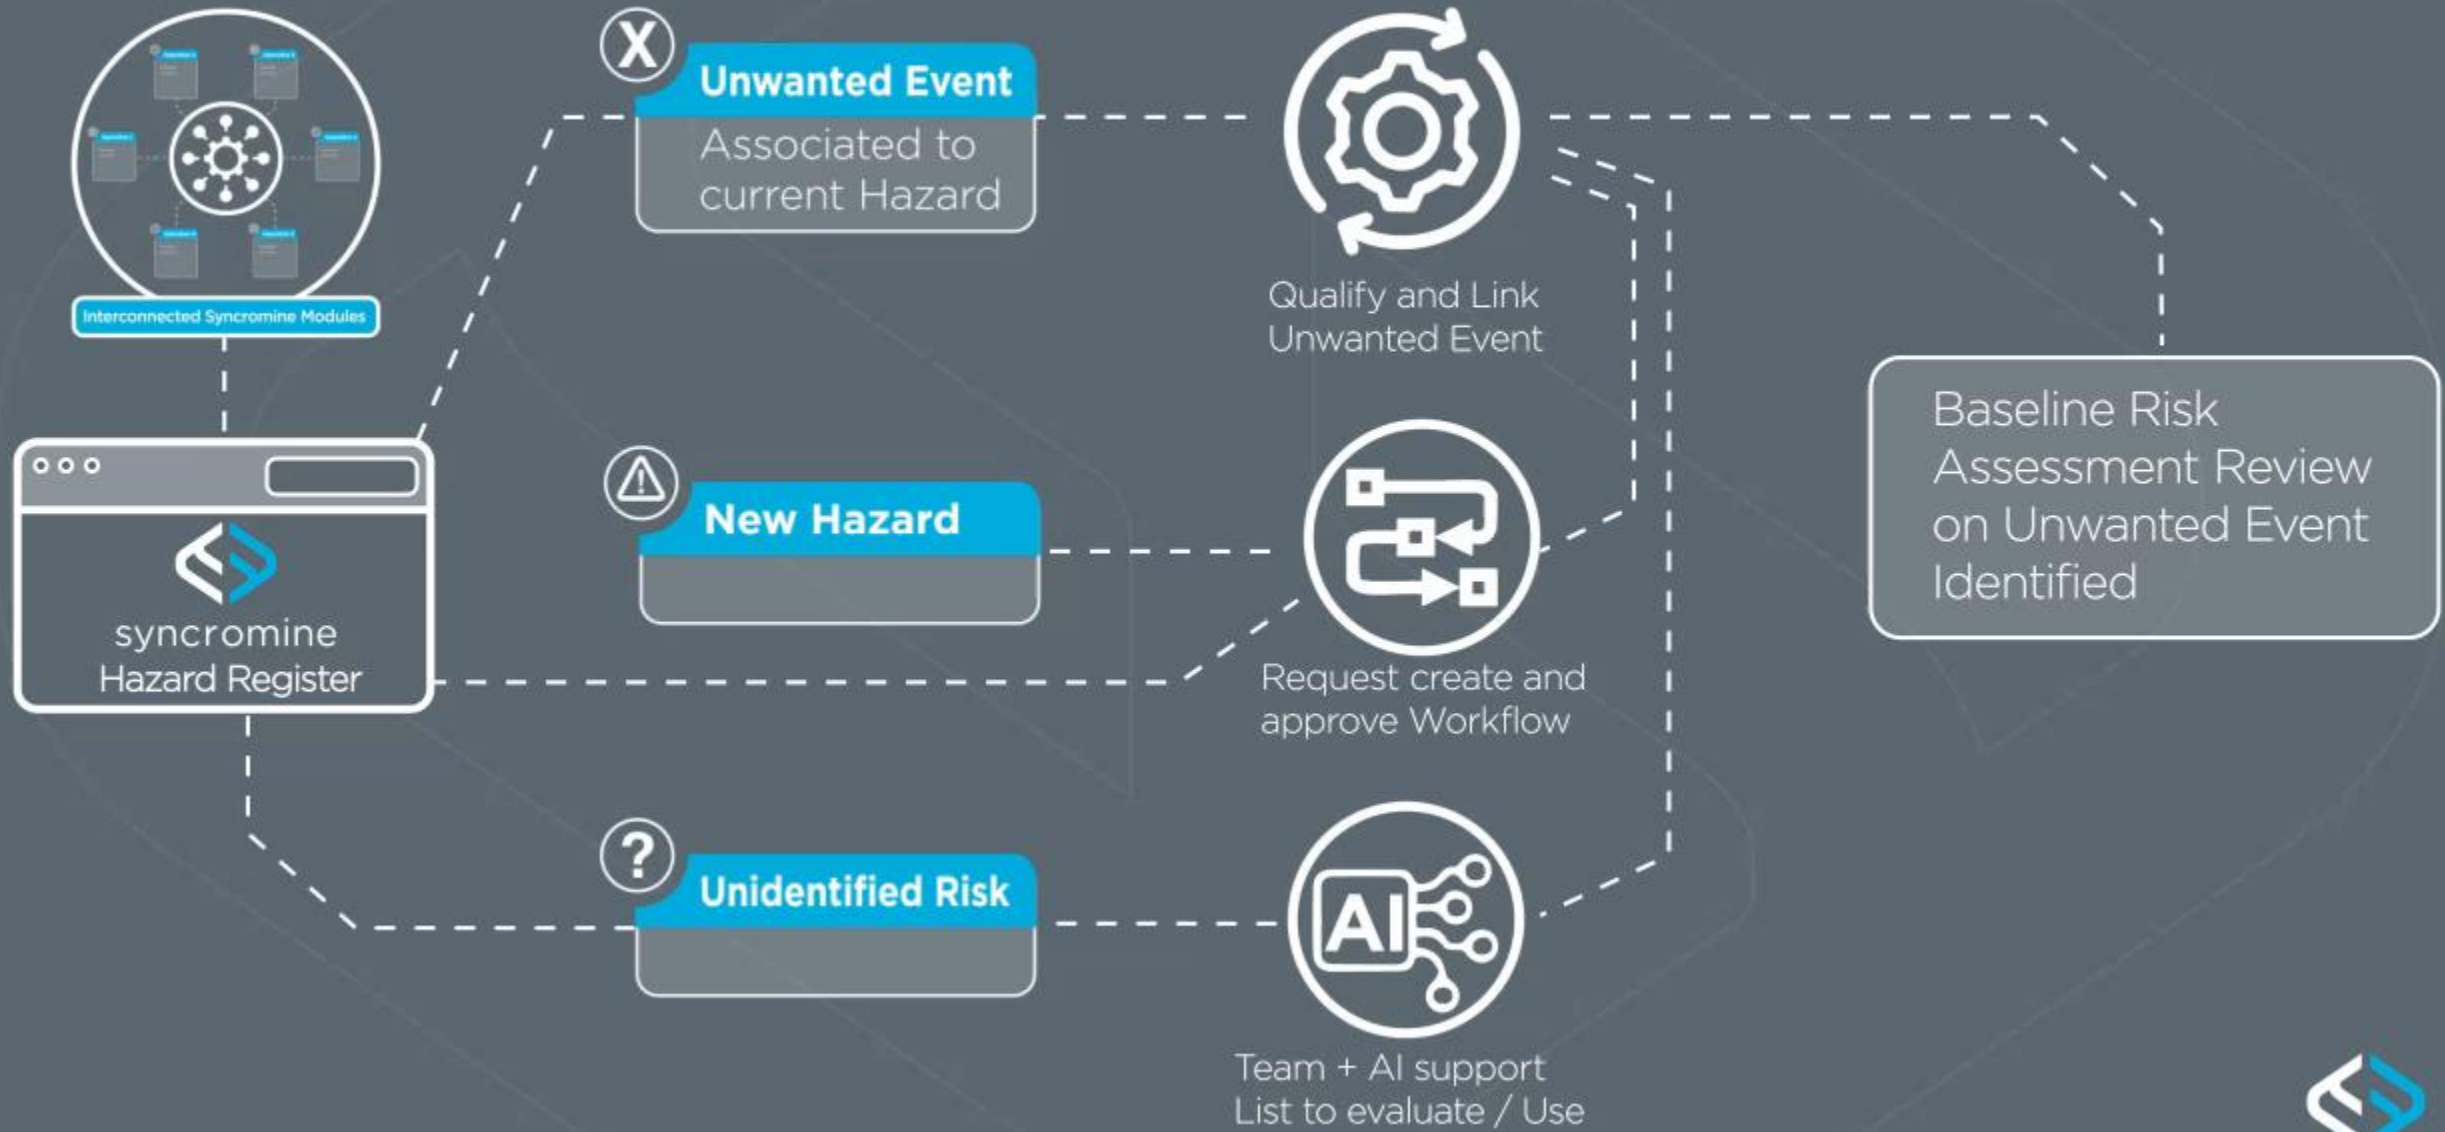 Interconnected Syncromine Modules
syncromine
Hazard Register
X
Unwanted Event
Associated to
current Hazard
!
New Hazard
?
Unidentified Risk
Qualify and Link
Unwanted Event
Request create and
approve Workflow
AI
Team + AI support
List to evaluate / Use
Baseline Risk
Assessment Review
on Unwanted Event
Identified